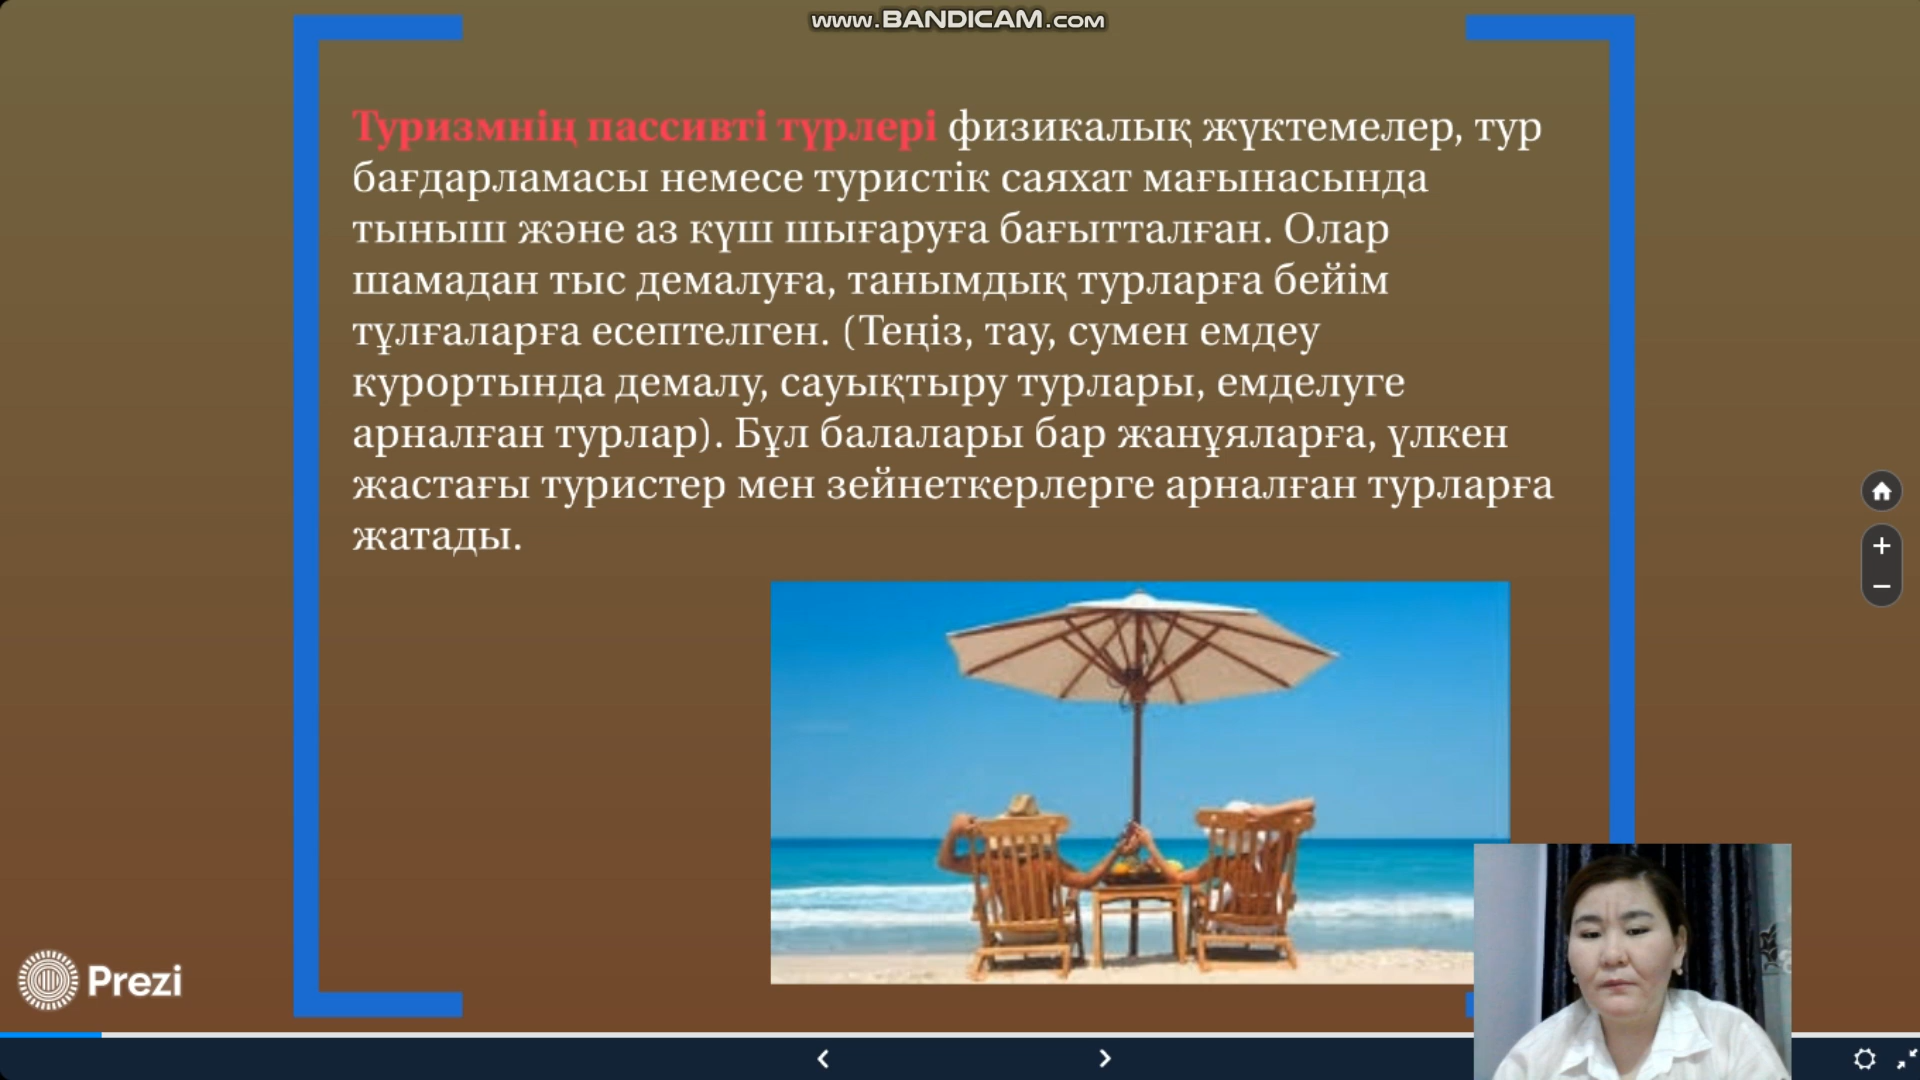 www.BANDICAM.com
Туризмнің пассивті түрлері физикалық жүктемелер, тур
бағдарламасы немесе туристік саяхат мағынасында
тыныш және аз күш шығаруға бағытталған. Олар
шамадан тыс демалуға, танымдық турларға бейім
тұлғаларға есептелген. (Теңіз, тау, сумен емдеу
курортында демалу, сауықтыру турлары, емделуге
арналған турлар). Бұл балалары бар жанұяларға, үлкен
жастағы туристер мен зейнеткерлерге арналған турларға
жатады.
Prezi